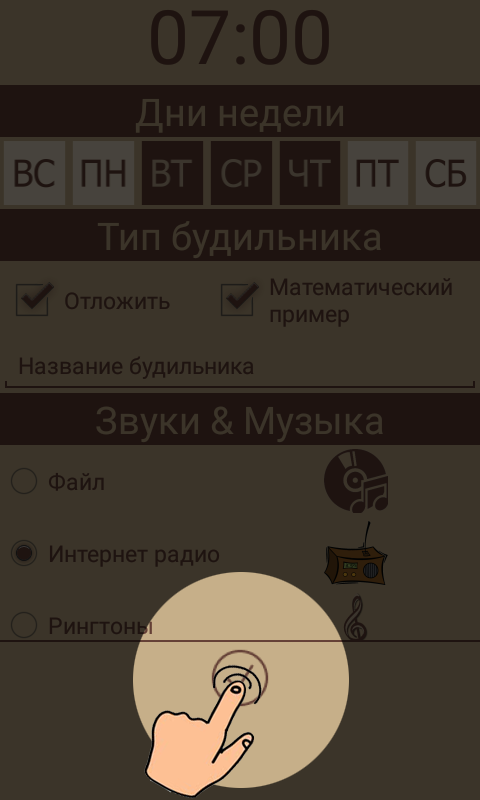 07:00
Дни недели
ВС ПН ВТ СР ЧТ ПТ СБ
Тип будильника
Отложить
Математический
пример
Название будильника
Звуки & Музыка
Файл
Интернет радио
Рингтоны